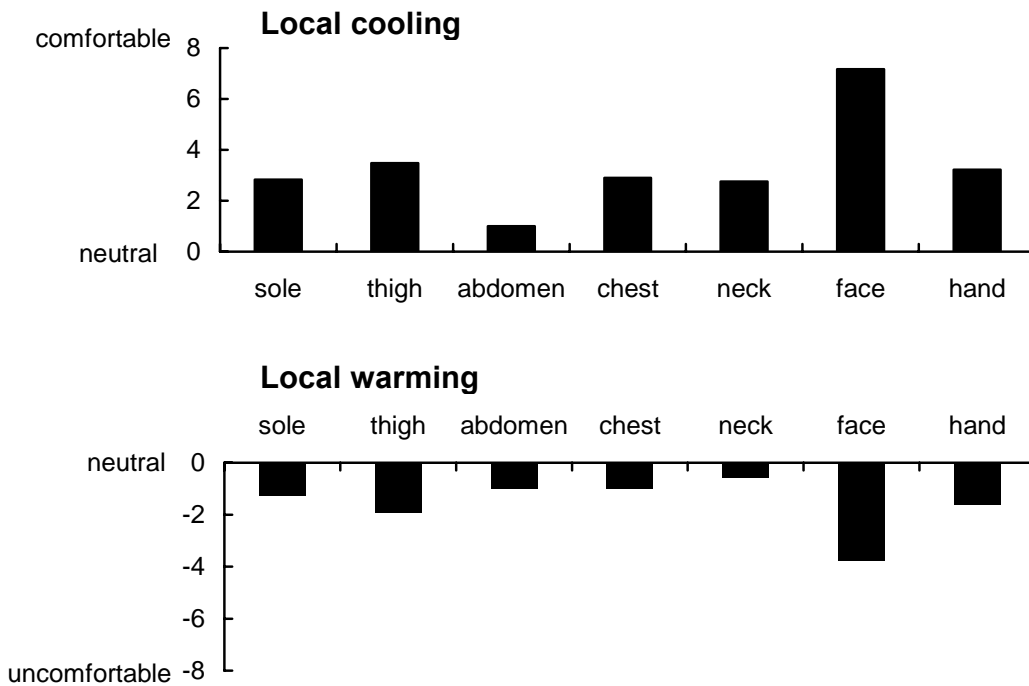 Local cooling
comfortable
8
6
4
2
neutral 0
sole thigh abdomen chest neck face hand
Local warming
sole thigh abdomen chest neck face hand
neutral 0
-2
-4
-6
uncomfortable -8